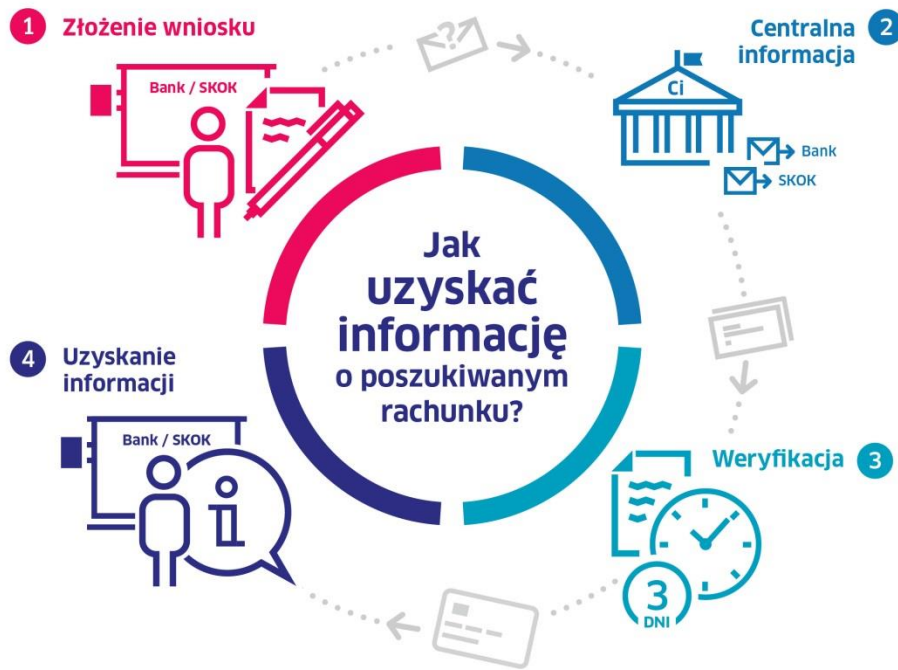 1 Złożenie wniosku
Bank / SKOK
?
Centralna 2
informacja
Ci
Bank
SKOK
Jak
uzyskać
informację
o poszukiwanym
rachunku?
Weryfikacja 3
3
DNI
4 Uzyskanie
informacji
Bank / SKOK
i